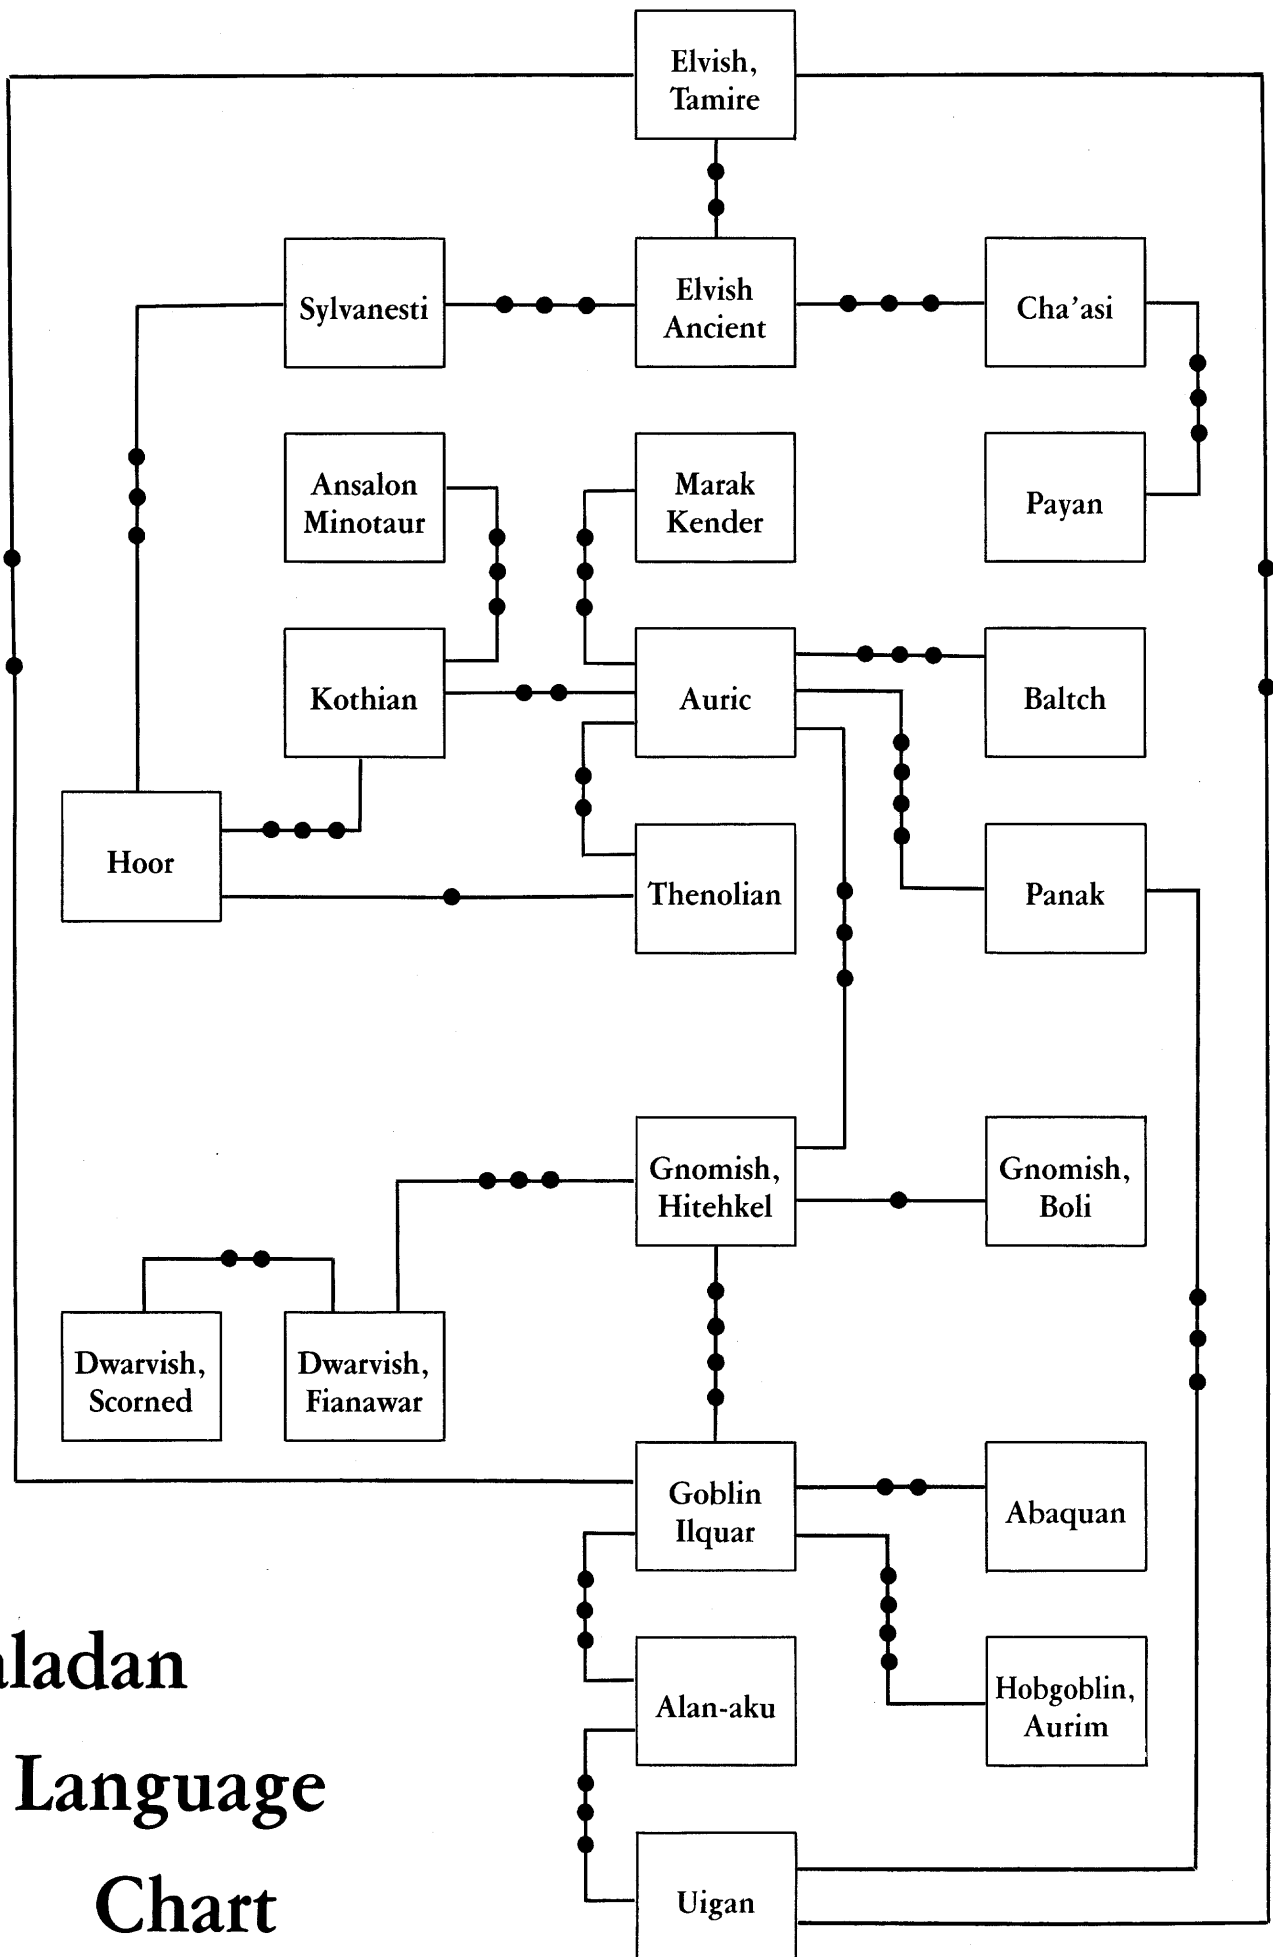 Elvish,
Tamire
Sylvanesti
Elvish
Ancient
Cha'asi
Ansalon
Minotaur
Marak
Kender
Payan
Kothian
Auric
Baltch
Hoor
Thenolian
Panak
Gnomish,
Hitehkel
Gnomish,
Boli
Dwarvish,
Scorned
Dwarvish,
Fianawar
Goblin
Ilquar
Abaquan
Alan-aku
Hobgoblin,
Aurim
Uigan
aladan
Language
Chart